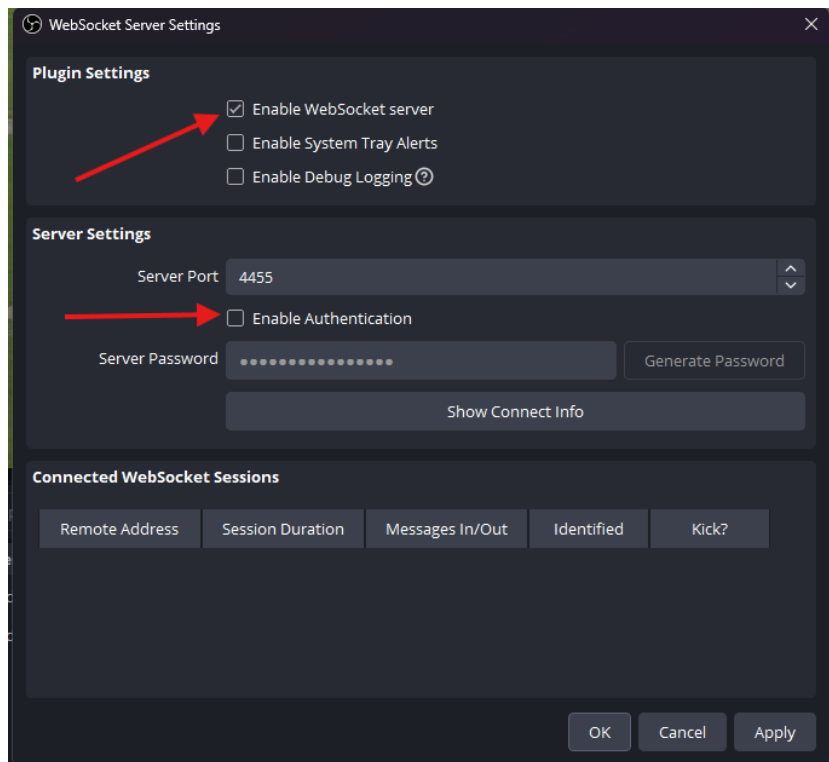 WebSocket Server Settings
Plugin Settings
Enable WebSocket server
Enable System Tray Alerts
Enable Debug Logging ?
Server Settings
Server Port 4455
Enable Authentication
Server Password ●●●●●●●●●●●●●●●● Generate Password
Show Connect Info
Connected WebSocket Sessions
Remote Address Session Duration Messages In/Out Identified Kick?
OK Cancel Apply